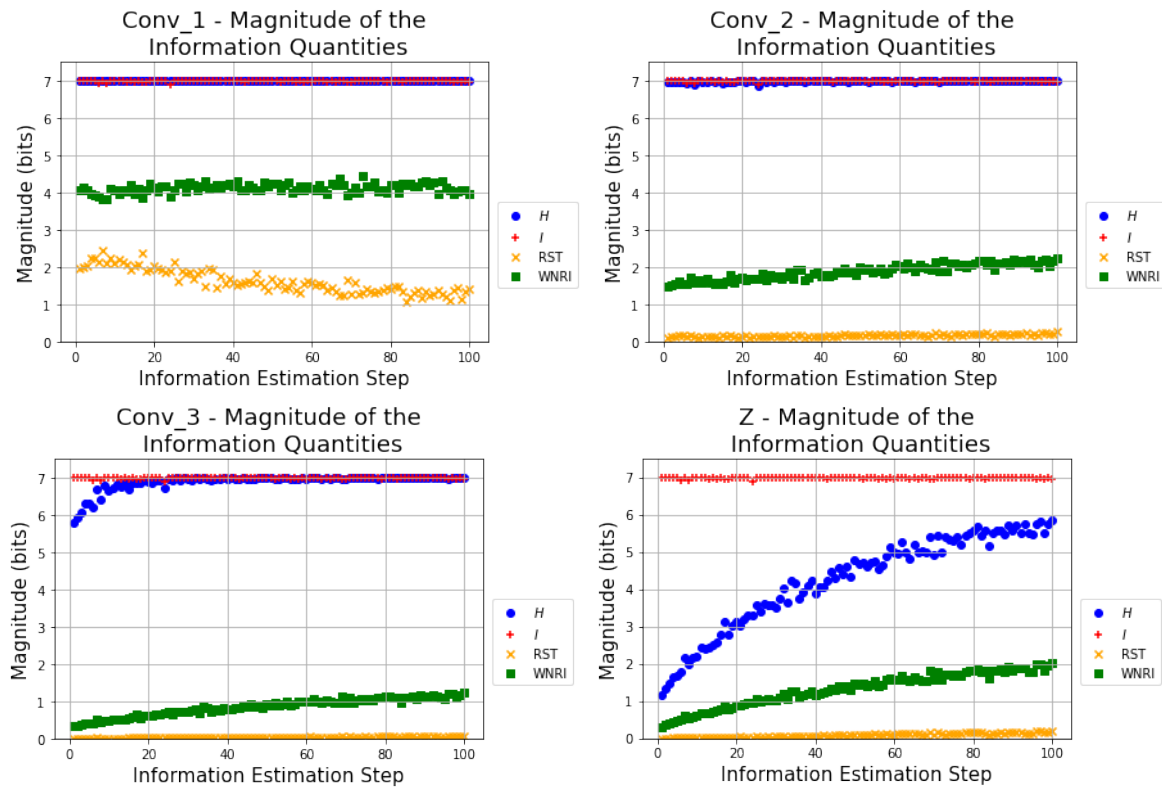 Conv_1 - Magnitude of the
Information Quantities
7
6
5
4
3
2
1
0
Magnitude (bits)
0 20 40 60 80 100
Information Estimation Step
H
I
RST
WNRI
Conv_2 - Magnitude of the
Information Quantities
7
6
5
4
3
2
1
0
Magnitude (bits)
0 20 40 60 80 100
Information Estimation Step
H
I
RST
WNRI
Conv_3 - Magnitude of the
Information Quantities
7
6
5
4
3
2
1
0
Magnitude (bits)
0 20 40 60 80 100
Information Estimation Step
H
I
RST
WNRI
Z - Magnitude of the
Information Quantities
7
6
5
4
3
2
1
0
Magnitude (bits)
0 20 40 60 80 100
Information Estimation Step
H
I
RST
WNRI